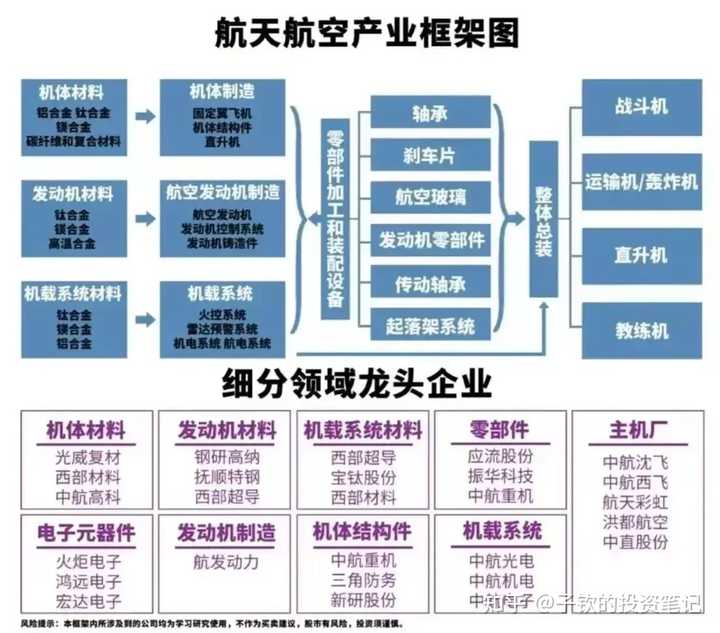 航天航空产业框架图
机体材料
铝合金 钛合金
镁合金
碳纤维和复合材料
机体制造
固定翼飞机
机体结构件
直升机
发动机材料
钛合金
镁合金
高温合金
航空发动机制造
航空发动机
发动机控制系统
发动机铸造件
机载系统材料
钛合金
镁合金
铝合金
机载系统
火控系统
雷达预警系统
机电系统 航电系统
零部件加工和装配设备
轴承
刹车片
航空玻璃
发动机零部件
传动轴承
起落架系统
整体总装
战斗机
运输机/轰炸机
直升机
教练机
细分领域龙头企业
机体材料
光威复材
西部材料
中航高科
发动机材料
钢研高纳
抚顺特钢
西部超导
机载系统材料
西部超导
宝钛股份
西部材料
零部件
应流股份
振华科技
中航重机
主机厂
中航沈飞
中航西飞
航天彩虹
洪都航空
中直股份
电子元器件
火炬电子
鸿远电子
宏达电子
发动机制造
航发动力
机体结构件
中航重机
三角防务
新研股份
机载系统
中航光电
中航机电
中航电子
知乎 @子钦的投资笔记
风险提示：本框架内所涉及到的公司均为学习研究使用，不作为买卖建议，股市有风险，投资须谨慎。